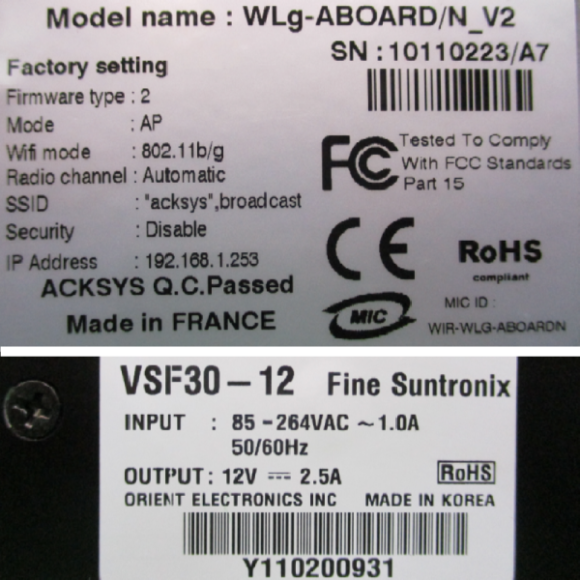 Model name : WLg-ABOARD/N_V2
SN : 10110223/A7
Factory setting
Firmware type : 2
Mode : AP
Wifi mode : 802.11b/g
Radio channel : Automatic
SSID : "acksys",broadcast
Security : Disable
IP Address : 192.168.1.253
ACKSYS Q.C.Passed
Made in FRANCE
FC
Tested To Comply
With FCC Standards
Part 15
CE
RoHS
compliant
MIC
MIC ID :
WIR-WLG-ABOARDN
VSF30-12 Fine Suntronix
INPUT : 85-264VAC ~ 1.0A
50/60Hz
OUTPUT : 12V ⎓ 2.5A
RoHS
ORIENT ELECTRONICS INC MADE IN KOREA
Y110200931